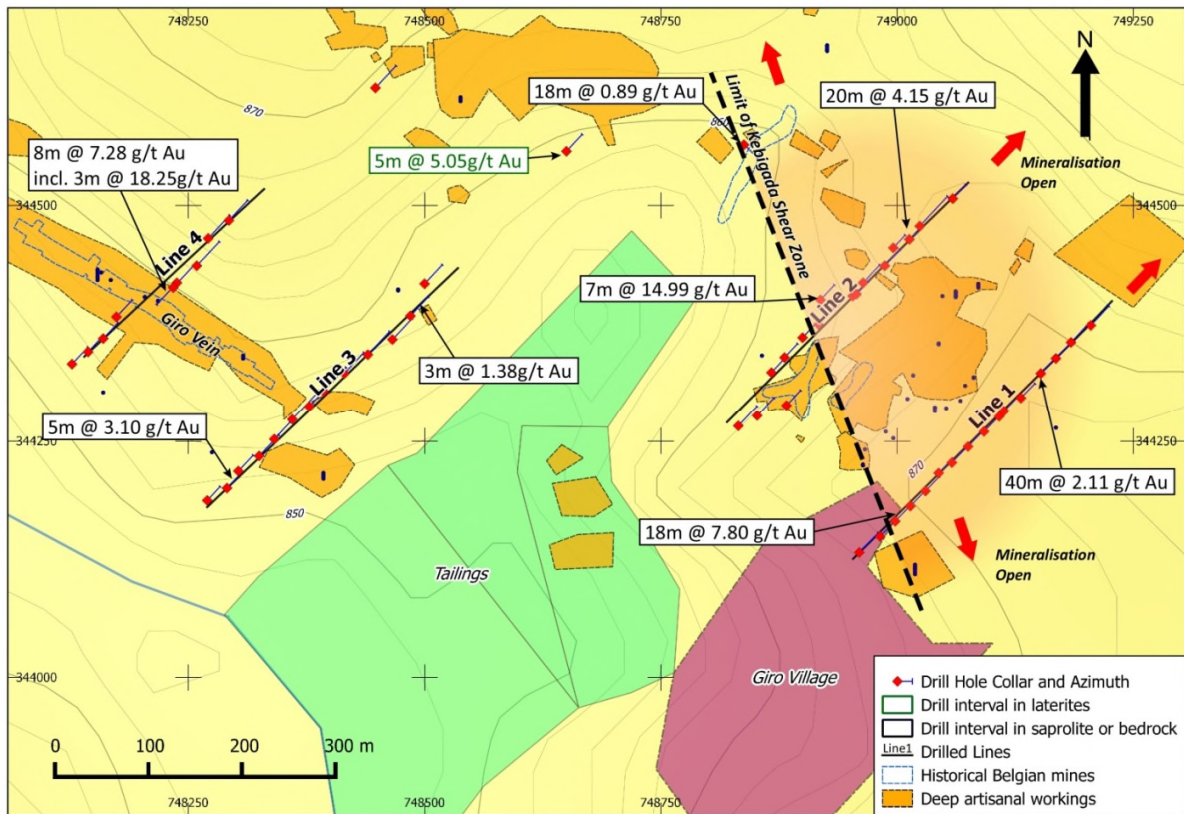 748250
748500
748750
749000
749250
N
870
18m @ 0.89 g/t Au
860
20m @ 4.15 g/t Au
8m @ 7.28 g/t Au
incl. 3m @ 18.25g/t Au
5m @ 5.05g/t Au
Limit of Kebigada Shear Zone
Mineralisation
Open
344500
344500
Line 4
7m @ 14.99 g/t Au
Line 2
Giro Vein
Line 3
3m @ 1.38g/t Au
Line 1
5m @ 3.10 g/t Au
344250
344250
870
40m @ 2.11 g/t Au
850
18m @ 7.80 g/t Au
Mineralisation
Open
Tailings
344000
344000
Giro Village
0 100 200 300 m
Drill Hole Collar and Azimuth
Drill interval in laterites
Drill interval in saprolite or bedrock
Line1 Drilled Lines
Historical Belgian mines
Deep artisanal workings
748250
748500
748750
749000
749250